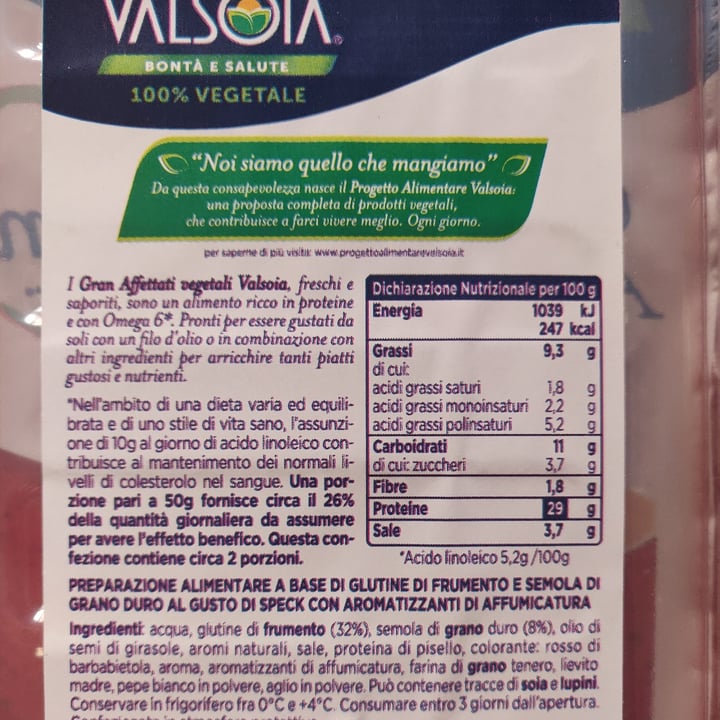 VALSOIA®
BONTÀ E SALUTE
100% VEGETALE
"Noi siamo quello che mangiamo"
Da questa consapevolezza nasce il Progetto Alimentare Valsoia:
una proposta completa di prodotti vegetali,
che contribuisce a farci vivere meglio. Ogni giorno.
per saperne di più visita: www.progettoalimentarevalsoia.it
I Gran Affettati vegetali Valsoia, freschi e
saporiti, sono un alimento ricco in proteine
e con Omega 6*. Pronti per essere gustati da
soli con un filo d'olio o in combinazione con
altri ingredienti per arricchire tanti piatti
gustosi e nutrienti.
*Nell'ambito di una dieta varia ed equili-
brata e di uno stile di vita sano, l'assunzi-
one di 10g al giorno di acido linoleico con-
tribuisce al mantenimento dei normali li-
velli di colesterolo nel sangue. Una por-
zione pari a 50g fornisce circa il 26%
della quantità giornaliera da assumere
per avere l'effetto benefico. Questa con-
fezione contiene circa 2 porzioni.
Dichiarazione Nutrizionale per 100 g
Energia 1039 kJ
247 kcal
Grassi 9,3 g
di cui:
acidi grassi saturi 1,8 g
acidi grassi monoinsaturi 2,2 g
acidi grassi polinsaturi 5,2 g
Carboidrati 11 g
di cui: zuccheri 3,7 g
Fibre 1,8 g
Proteine 29 g
Sale 3,7 g
*Acido linoleico 5,2g/100g
PREPARAZIONE ALIMENTARE A BASE DI GLUTINE DI FRUMENTO E SEMOLA DI
GRANO DURO AL GUSTO DI SPECK CON AROMATIZZANTI DI AFFUMICATURA
Ingredienti: acqua, glutine di frumento (32%), semola di grano duro (8%), olio di
semi di girasole, aromi naturali, sale, proteina di pisello, colorante: rosso di
barbabietola, aroma, aromatizzanti di affumicatura, farina di grano tenero, lievito
madre, pepe bianco in polvere, aglio in polvere. Può contenere tracce di soia e lupini.
Conservare in frigorifero fra 0°C e +4°C. Consumare entro 3 giorni dall'apertura.